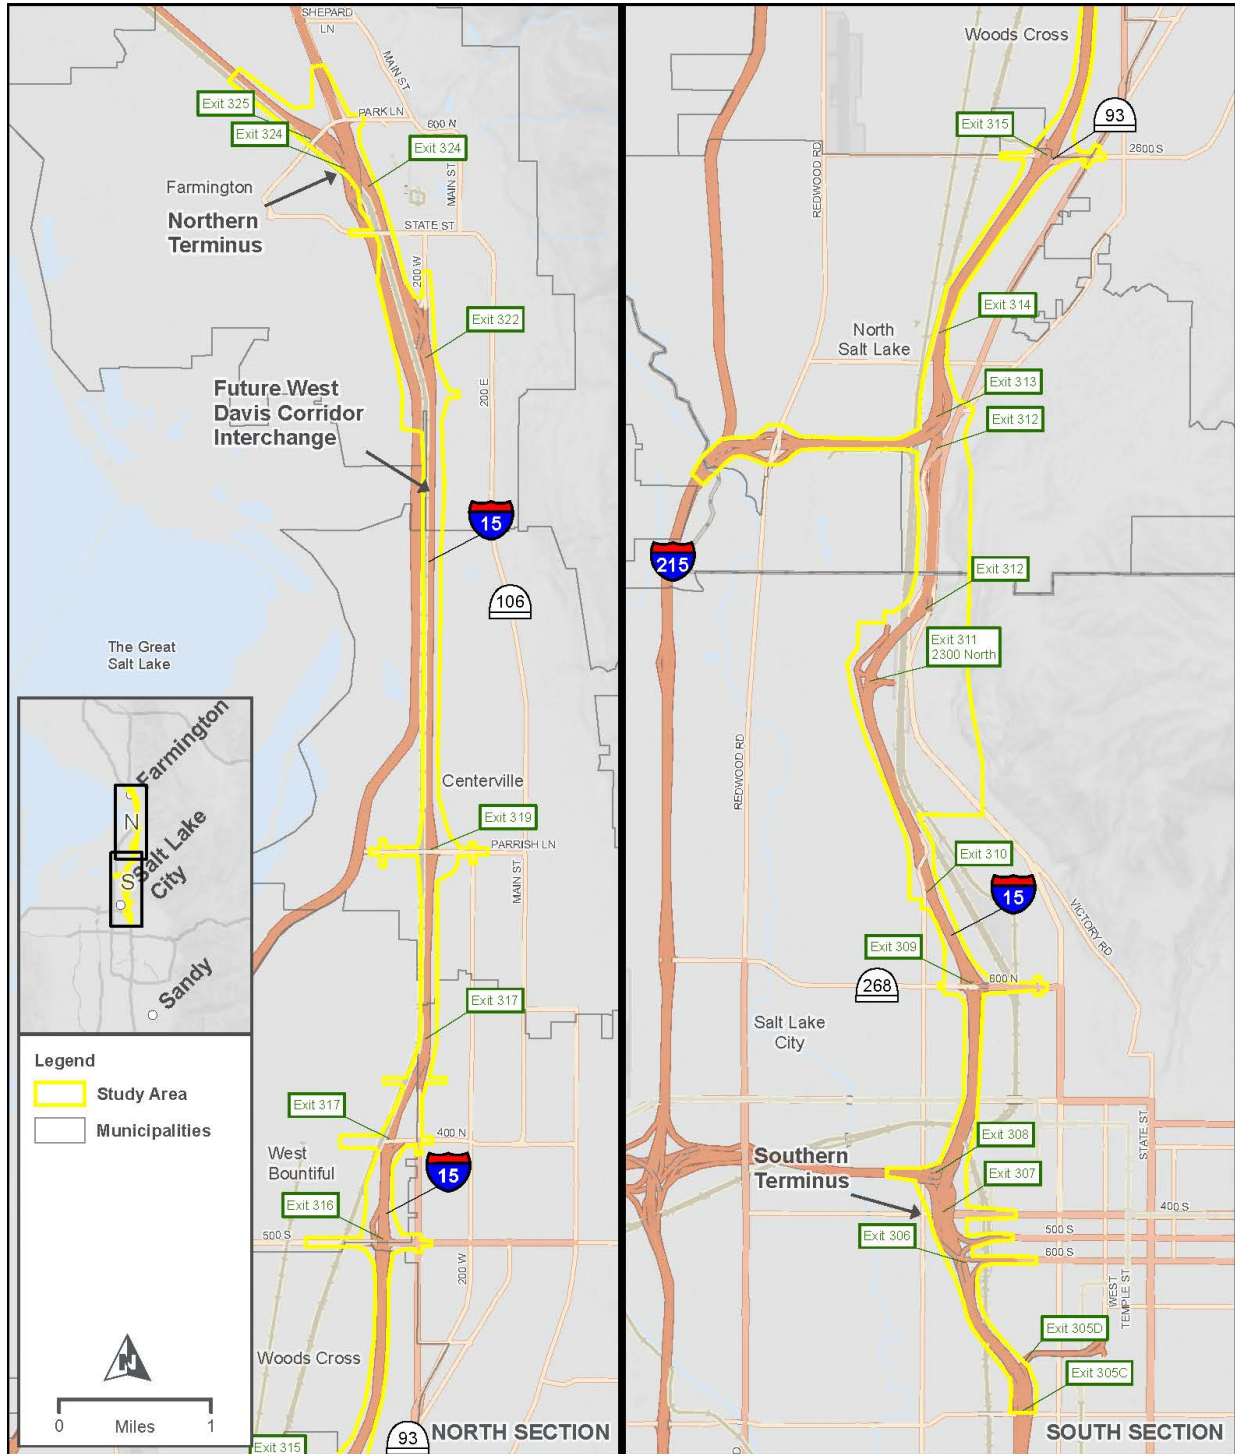 SHEPARD
LN
MAIN ST
Exit 325
PARK LN
Exit 324
600 N
Exit 324
MAIN ST
Farmington
Northern
Terminus
STATE ST
200 W
Exit 322
Future West
Davis Corridor
Interchange
200 E
15
106
The Great
Salt Lake
Centerville
Exit 319
PARRISH LN
MAIN ST
Exit 317
Exit 317
400 N
West
Bountiful
15
Exit 316
500 S
200 W
Woods Cross
93
Exit 315
NORTH SECTION
Farmington
N
Salt Lake
City
S
Sandy
Legend
Study Area
Municipalities
N
0
Miles
1
Woods Cross
93
Exit 315
2600 S
REDWOOD RD
Exit 314
North
Salt Lake
Exit 313
Exit 312
215
Exit 312
Exit 311
2300 North
REDWOOD RD
Exit 310
15
VICTORY RD
Exit 309
600 N
268
Salt Lake
City
STATE ST
Exit 308
Southern
Terminus
Exit 307
400 S
500 S
Exit 306
600 S
WEST
TEMPLE ST
Exit 305D
Exit 305C
SOUTH SECTION